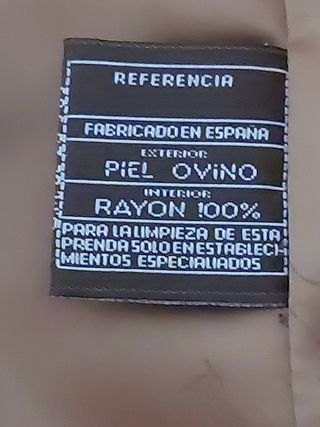 REFERENCIA
FABRICADO EN ESPAÑA
EXTERIOR
PIEL OVINO
INTERIOR
RAYON 100%
PARA LA LIMPIEZA DE ESTA
PRENDA SOLO EN ESTABLECI-
MIENTOS ESPECIALIADOS